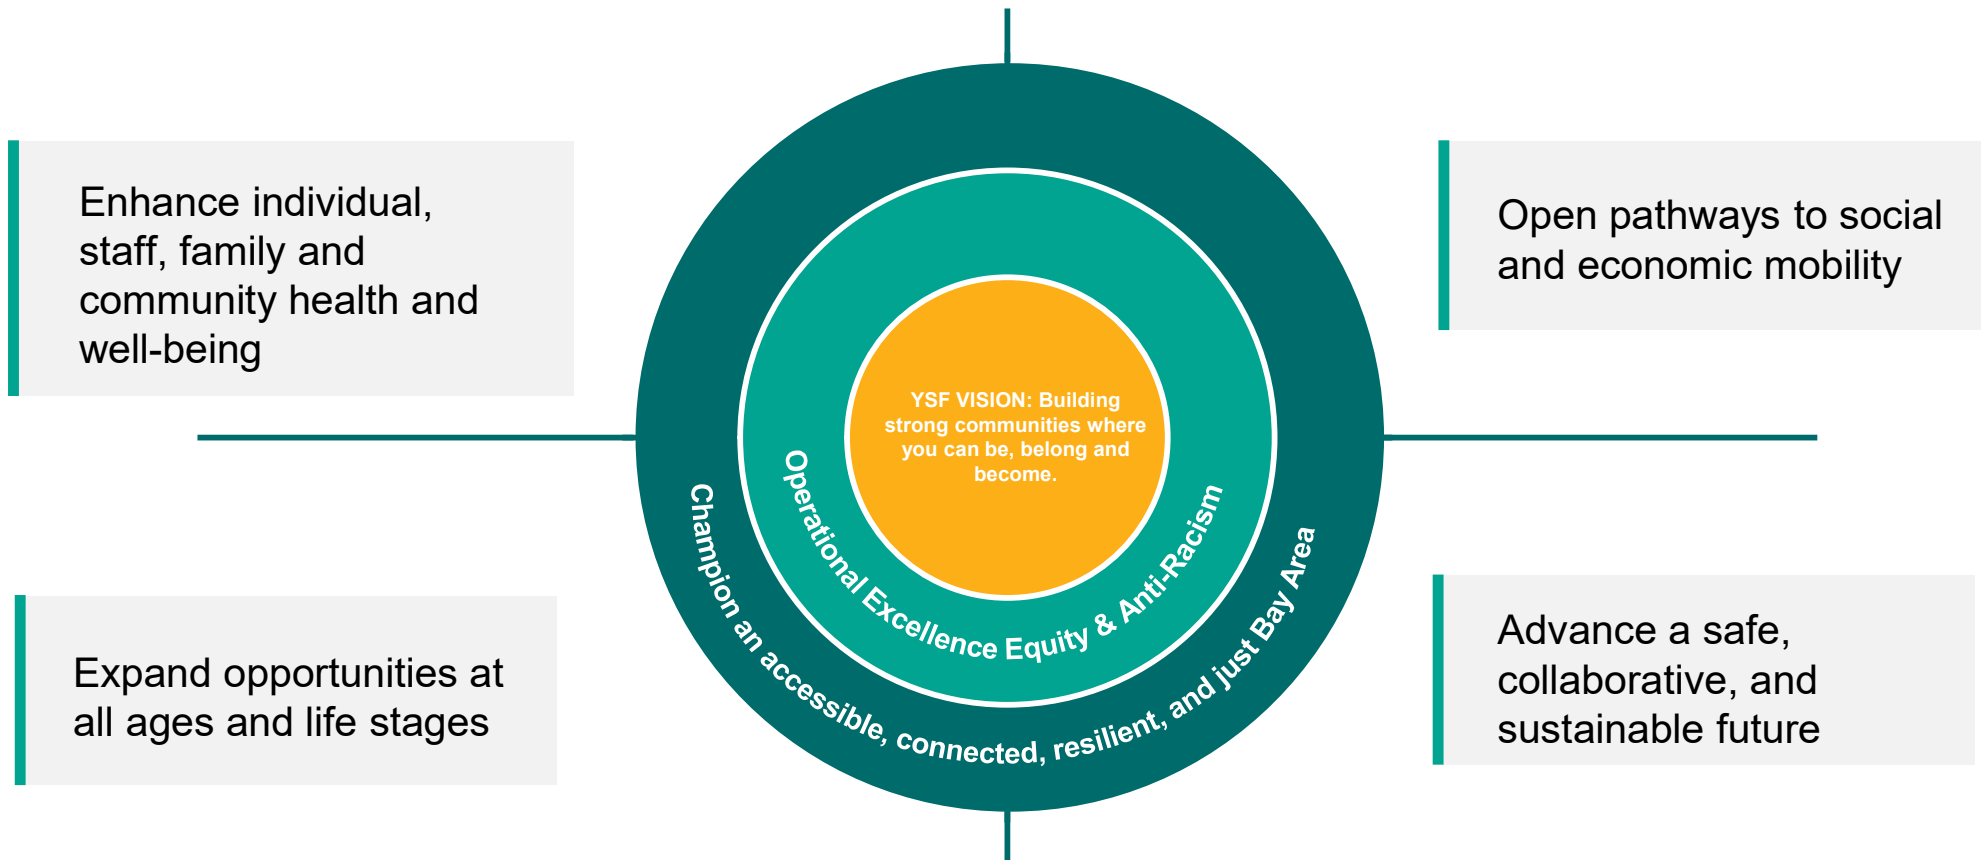 Enhance individual,
staff, family and
community health and
well-being
Open pathways to social
and economic mobility
YSF VISION: Building
strong communities where
you can be, belong and
become.
Operational Excellence Equity & Anti-Racism
Champion an accessible, connected, resilient, and just Bay Area
Expand opportunities at
all ages and life stages
Advance a safe,
collaborative, and
sustainable future